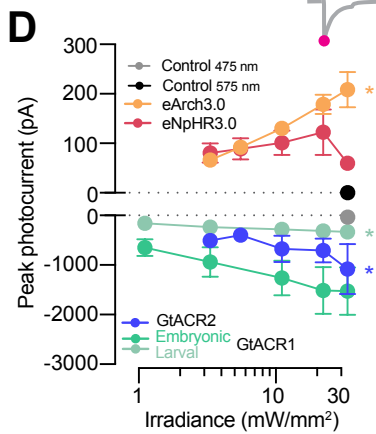 D
300
200
100
0
0
-1000
-2000
-3000
Peak photocurrent (pA)
Control 475 nm
Control 575 nm
eArch3.0
eNpHR3.0
*
*
*
GtACR2
Embryonic
Larval
GtACR1
1
10
30
Irradiance (mW/mm²)